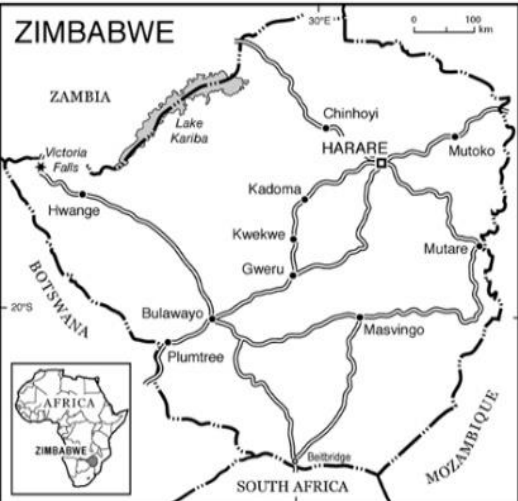 ZIMBABWE
30°E
0
100
km
ZAMBIA
Lake
Kariba
Chinhoyi
HARARE
Mutoko
Victoria
Falls
Hwange
Kadoma
Kwekwe
Gweru
Mutare
BOTSWANA
20°S
Bulawayo
Masvingo
Plumtree
AFRICA
ZIMBABWE
Beitbridge
SOUTH AFRICA
MOZAMBIQUE